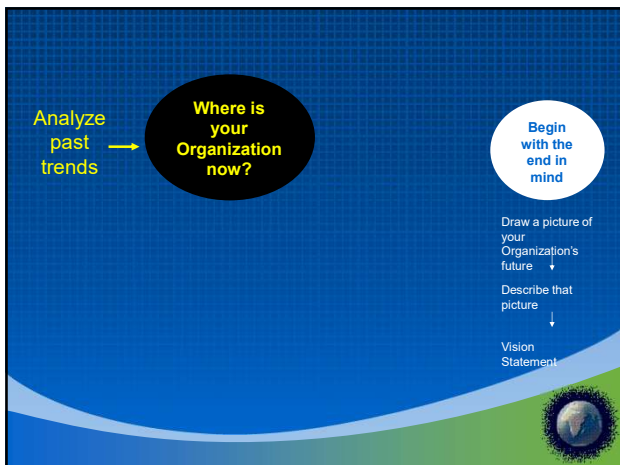 Analyze
past
trends
Where is
your
Organization
now?
Begin
with the
end in
mind
Draw a picture of
your
Organization's
future
Describe that
picture
Vision
Statement